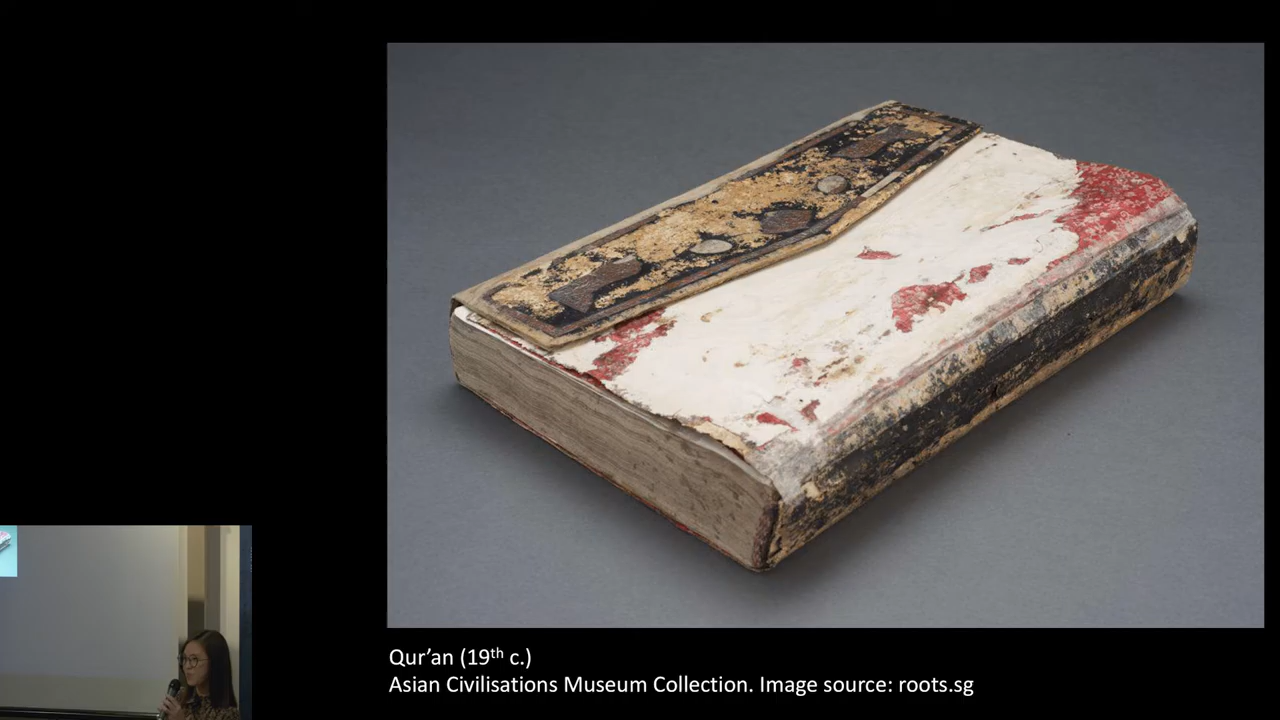 Qur’an (19th c.)
Asian Civilisations Museum Collection. Image source: roots.sg